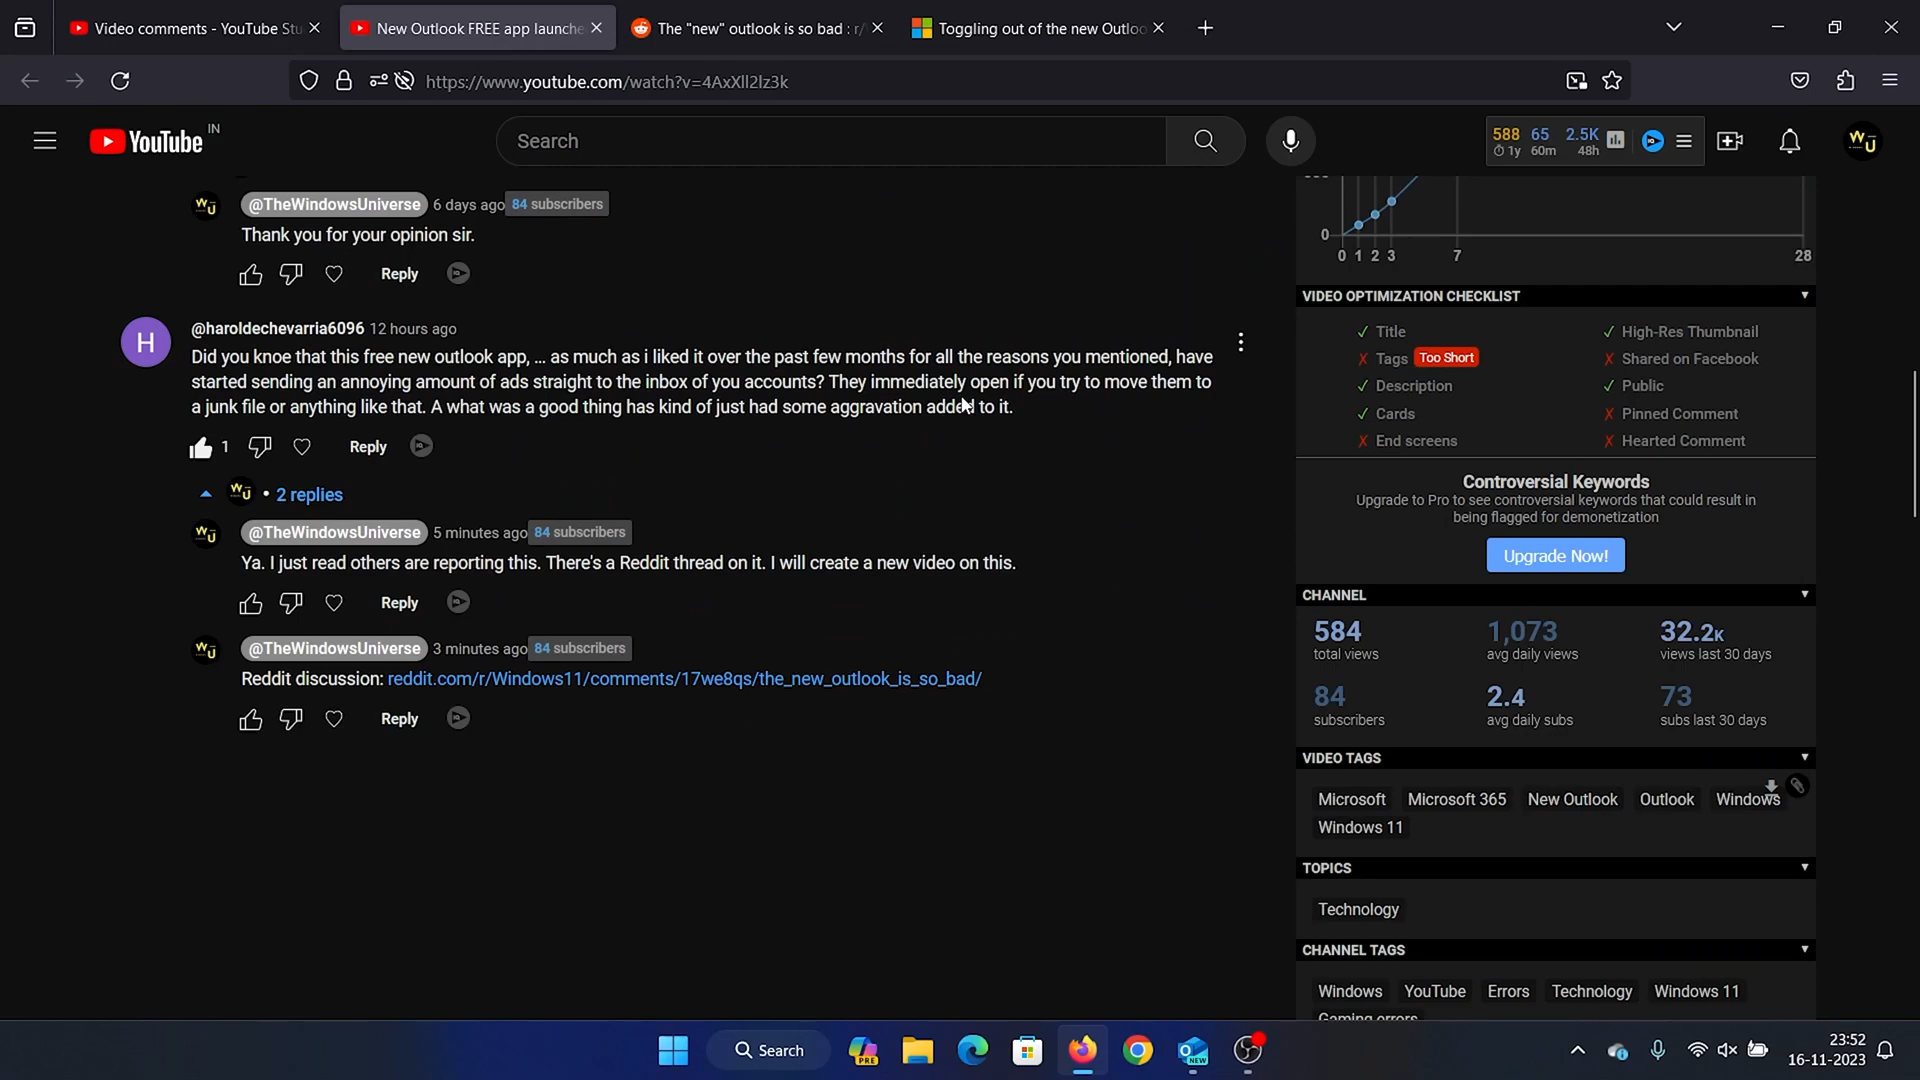 Video comments - YouTube Stu
New Outlook FREE app launche
The "new" outlook is so bad : r/
Toggling out of the new Outloo
https://www.youtube.com/watch?v=4AxXll2lz3k
YouTube IN
Search
588 65 2.5K
1y 60m 48h
WU
@TheWindowsUniverse 6 days ago 84 subscribers
Thank you for your opinion sir.
Reply
H
@haroldechevarria6096 12 hours ago
Did you knoe that this free new outlook app, ... as much as i liked it over the past few months for all the reasons you mentioned, have
started sending an annoying amount of ads straight to the inbox of you accounts? They immediately open if you try to move them to
a junk file or anything like that. A what was a good thing has kind of just had some aggravation added to it.
1 Reply
• 2 replies
@TheWindowsUniverse 5 minutes ago 84 subscribers
Ya. I just read others are reporting this. There's a Reddit thread on it. I will create a new video on this.
Reply
@TheWindowsUniverse 3 minutes ago 84 subscribers
Reddit discussion: reddit.com/r/Windows11/comments/17we8qs/the_new_outlook_is_so_bad/
Reply
0
0 1 2 3 7 28
VIDEO OPTIMIZATION CHECKLIST
✓ Title ✓ High-Res Thumbnail
✗ Tags Too Short ✗ Shared on Facebook
✓ Description ✓ Public
✓ Cards ✗ Pinned Comment
✗ End screens ✗ Hearted Comment
Controversial Keywords
Upgrade to Pro to see controversial keywords that could result in
being flagged for demonetization
Upgrade Now!
CHANNEL
584 1,073 32.2K
total views avg daily views views last 30 days
84 2.4 73
subscribers avg daily subs subs last 30 days
VIDEO TAGS
Microsoft Microsoft 365 New Outlook Outlook Windows
Windows 11
TOPICS
Technology
CHANNEL TAGS
Windows YouTube Errors Technology Windows 11
Gaming errors
Search
PRE
NEW
23:52
16-11-2023